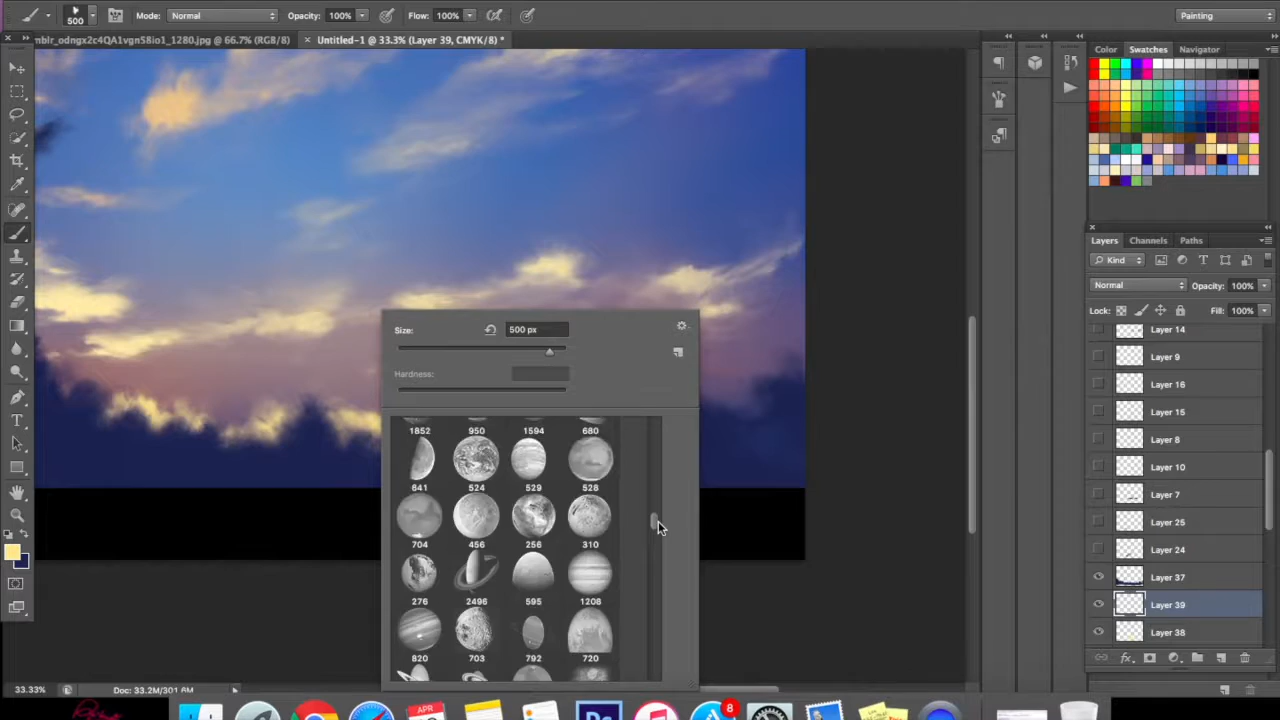 500
Mode: Normal
Opacity: 100%
Flow: 100%
Painting
mblr_odngx2c4QA1vgn58io1_1280.jpg @ 66.7% (RGB/8)
× Untitled-1 @ 33.3% (Layer 39, CMYK/8) *
Color
Swatches
Navigator
Layers
Channels
Paths
Kind
Normal
Opacity: 100%
Lock:
Fill: 100%
Layer 14
Layer 9
Layer 16
Layer 15
Layer 8
Layer 10
Layer 7
Layer 25
Layer 24
Layer 37
Layer 39
Layer 38
fx
Size: 500 px
Hardness:
1852 950 1594 680
641 524 529 528
704 456 256 310
276 2496 595 1208
820 703 792 720
33.33%
Doc: 33.2M/301.6M
APR
8
Ps